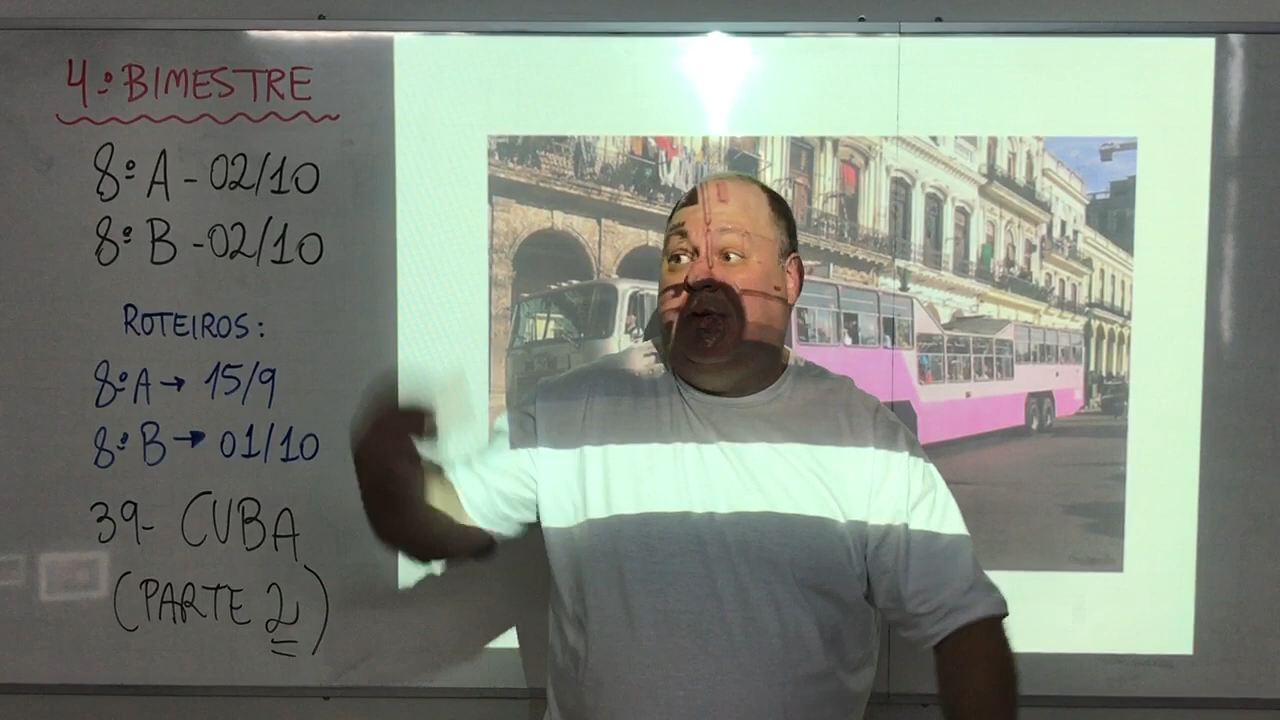 4º BIMESTRE
8º A - 02/10
8º B - 02/10
ROTEIROS:
8º A → 15/9
8º B → 01/10
39- CUBA
(PARTE 2)